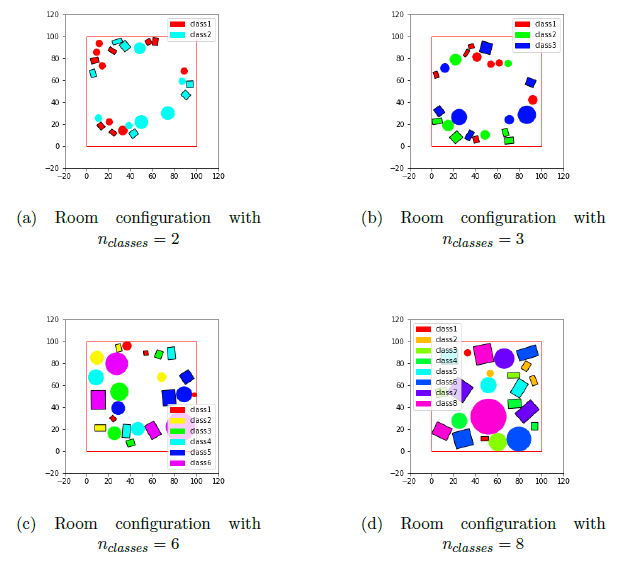 120
100
80
60
40
20
0
−20
−20 0 20 40 60 80 100 120
class1
class2
(a) Room configuration with
n_classes = 2
120
100
80
60
40
20
0
−20
−20 0 20 40 60 80 100 120
class1
class2
class3
(b) Room configuration with
n_classes = 3
120
100
80
60
40
20
0
−20
−20 0 20 40 60 80 100 120
class1
class2
class3
class4
class5
class6
(c) Room configuration with
n_classes = 6
120
100
80
60
40
20
0
−20
−20 0 20 40 60 80 100 120
class1
class2
class3
class4
class5
class6
class7
class8
(d) Room configuration with
n_classes = 8